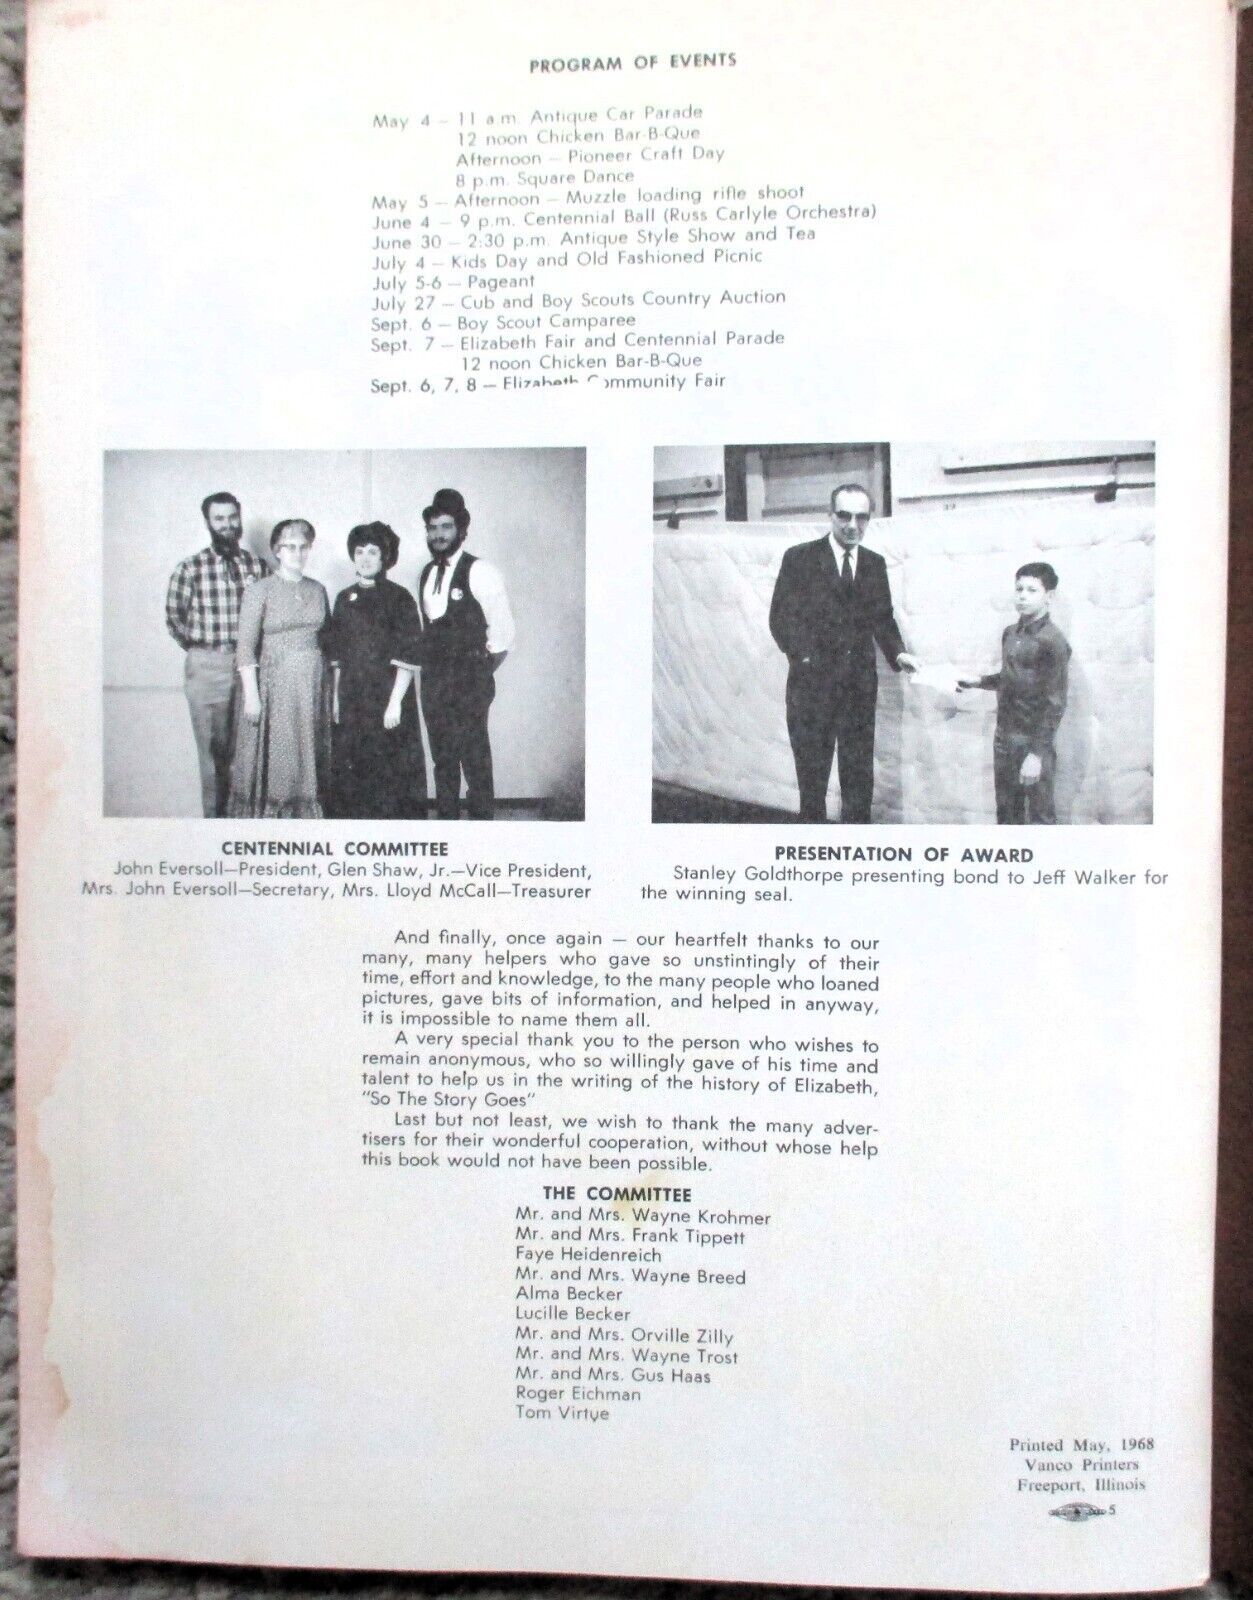 PROGRAM OF EVENTS
May 4 — 11 a.m. Antique Car Parade
12 noon Chicken Bar-B-Que
Afternoon — Pioneer Craft Day
8 p.m. Square Dance
May 5 — Afternoon — Muzzle loading rifle shoot
June 4 — 9 p.m. Centennial Ball (Russ Carlyle Orchestra)
June 30 — 2:30 p.m. Antique Style Show and Tea
July 4 — Kids Day and Old Fashioned Picnic
July 5-6 — Pageant
July 27 — Cub and Boy Scouts Country Auction
Sept. 6 — Boy Scout Camparee
Sept. 7 — Elizabeth Fair and Centennial Parade
12 noon Chicken Bar-B-Que
Sept. 6, 7, 8 — Elizabeth Community Fair
CENTENNIAL COMMITTEE
John Eversoll—President, Glen Shaw, Jr.—Vice President,
Mrs. John Eversoll—Secretary, Mrs. Lloyd McCall—Treasurer
PRESENTATION OF AWARD
Stanley Goldthorpe presenting bond to Jeff Walker for
the winning seal.
And finally, once again — our heartfelt thanks to our
many, many helpers who gave so unstintingly of their
time, effort and knowledge, to the many people who loaned
pictures, gave bits of information, and helped in anyway,
it is impossible to name them all.
A very special thank you to the person who wishes to
remain anonymous, who so willingly gave of his time and
talent to help us in the writing of the history of Elizabeth,
"So The Story Goes"
Last but not least, we wish to thank the many adver-
tisers for their wonderful cooperation, without whose help
this book would not have been possible.
THE COMMITTEE
Mr. and Mrs. Wayne Krohmer
Mr. and Mrs. Frank Tippett
Faye Heidenreich
Mr. and Mrs. Wayne Breed
Alma Becker
Lucille Becker
Mr. and Mrs. Orville Zilly
Mr. and Mrs. Wayne Trost
Mr. and Mrs. Gus Haas
Roger Eichman
Tom Virtue
Printed May, 1968
Vanco Printers
Freeport, Illinois
5